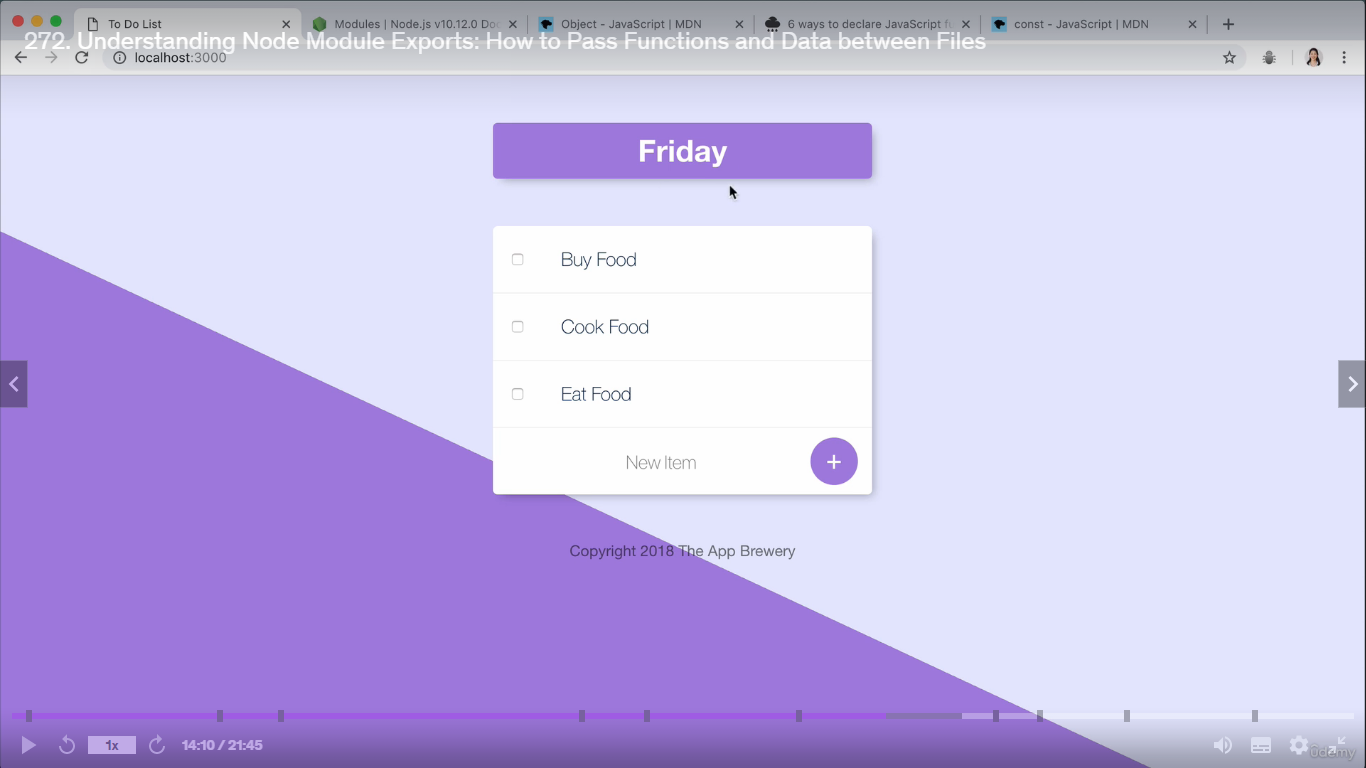 To Do List
Modules | Node.js v10.12.0 Doc
Object - JavaScript | MDN
6 ways to declare JavaScript fu
const - JavaScript | MDN
272. Understanding Node Module Exports: How to Pass Functions and Data between Files
localhost:3000
Friday
Buy Food
Cook Food
Eat Food
New Item
+
Copyright 2018 The App Brewery
1x
14:10 / 21:45
ûdemy